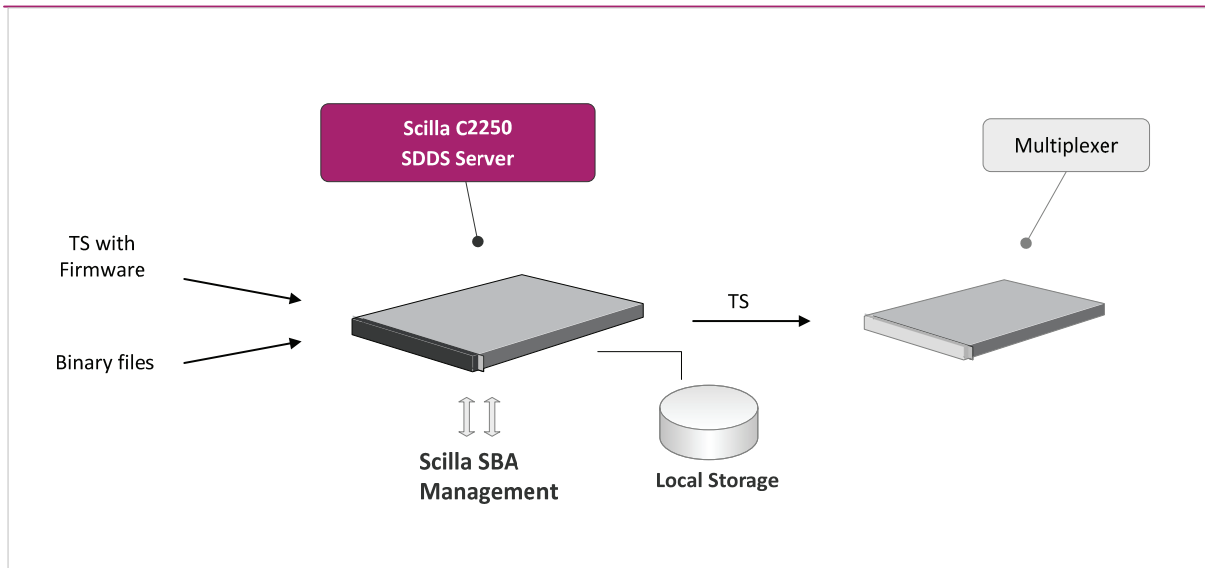 Scilla C2250
SDDS Server
Multiplexer
TS with
Firmware
TS
Binary files
Scilla SBA
Management
Local Storage